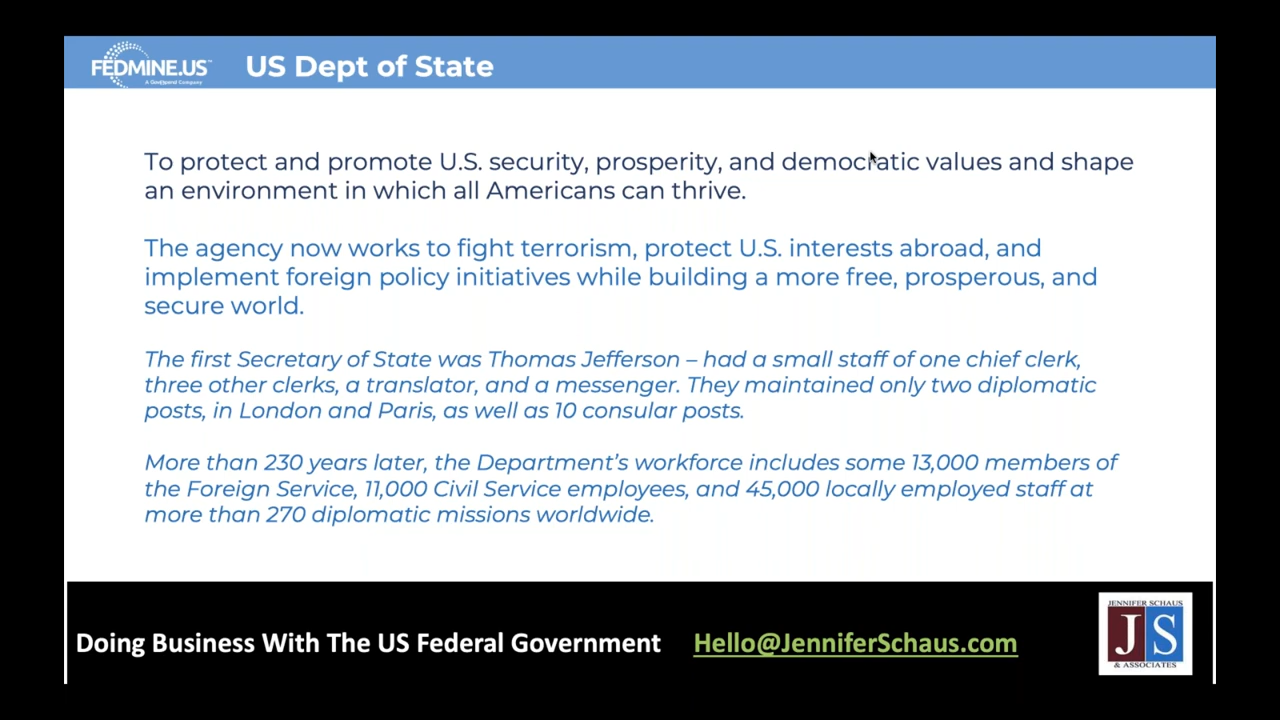 FEDMINE.US™
A GovSpend Company
US Dept of State
To protect and promote U.S. security, prosperity, and democratic values and shape
an environment in which all Americans can thrive.
The agency now works to fight terrorism, protect U.S. interests abroad, and
implement foreign policy initiatives while building a more free, prosperous, and
secure world.
The first Secretary of State was Thomas Jefferson – had a small staff of one chief clerk,
three other clerks, a translator, and a messenger. They maintained only two diplomatic
posts, in London and Paris, as well as 10 consular posts.
More than 230 years later, the Department’s workforce includes some 13,000 members of
the Foreign Service, 11,000 Civil Service employees, and 45,000 locally employed staff at
more than 270 diplomatic missions worldwide.
Doing Business With The US Federal Government Hello@JenniferSchaus.com
JENNIFER SCHAUS
JS
& ASSOCIATES